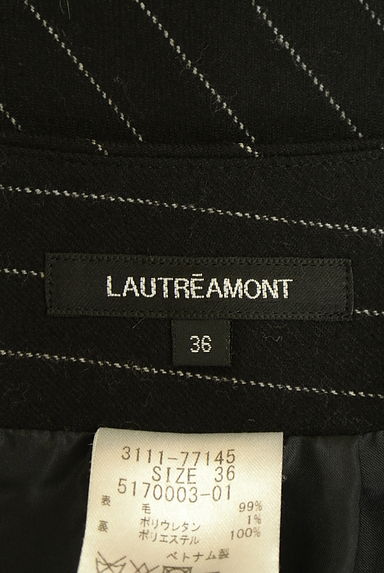 LAUTRĒAMONT
36
3111-77145
SIZE 36
5170003-01
表 毛 99%
ポリウレタン 1%
裏 ポリエステル 100%
ベトナム製